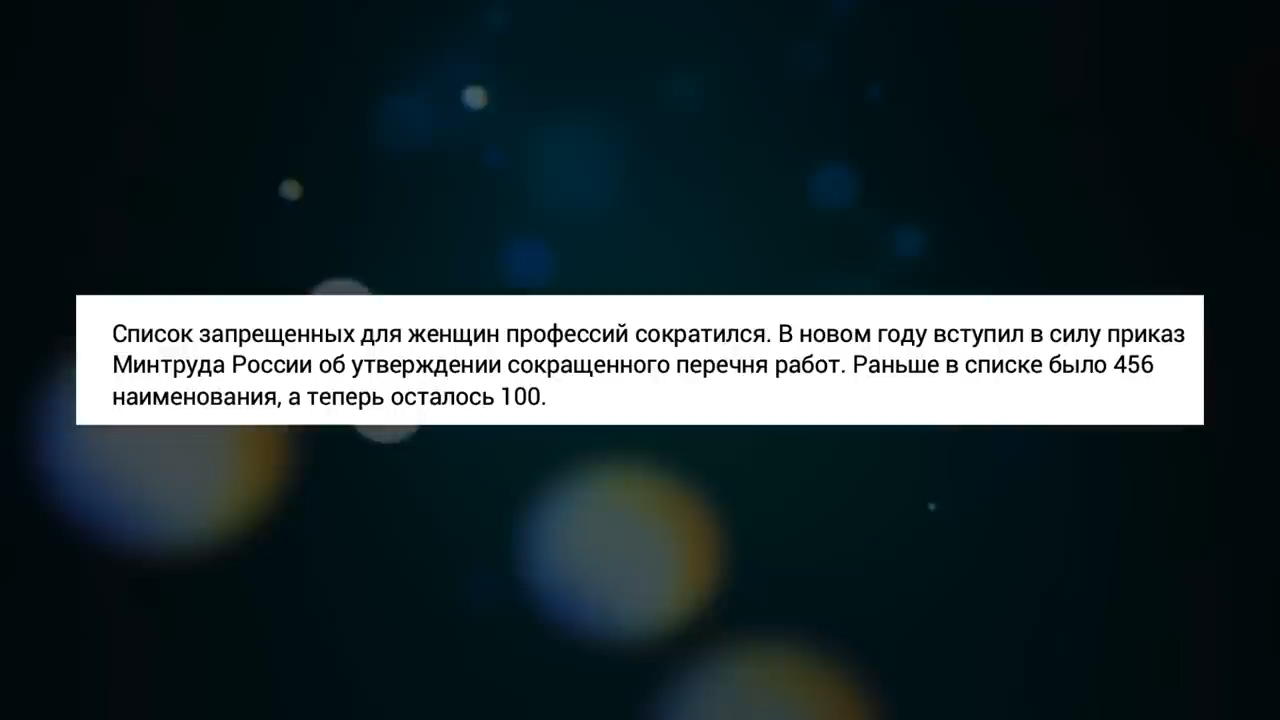 Список запрещенных для женщин профессий сократился. В новом году вступил в силу приказ
Минтруда России об утверждении сокращенного перечня работ. Раньше в списке было 456
наименования, а теперь осталось 100.